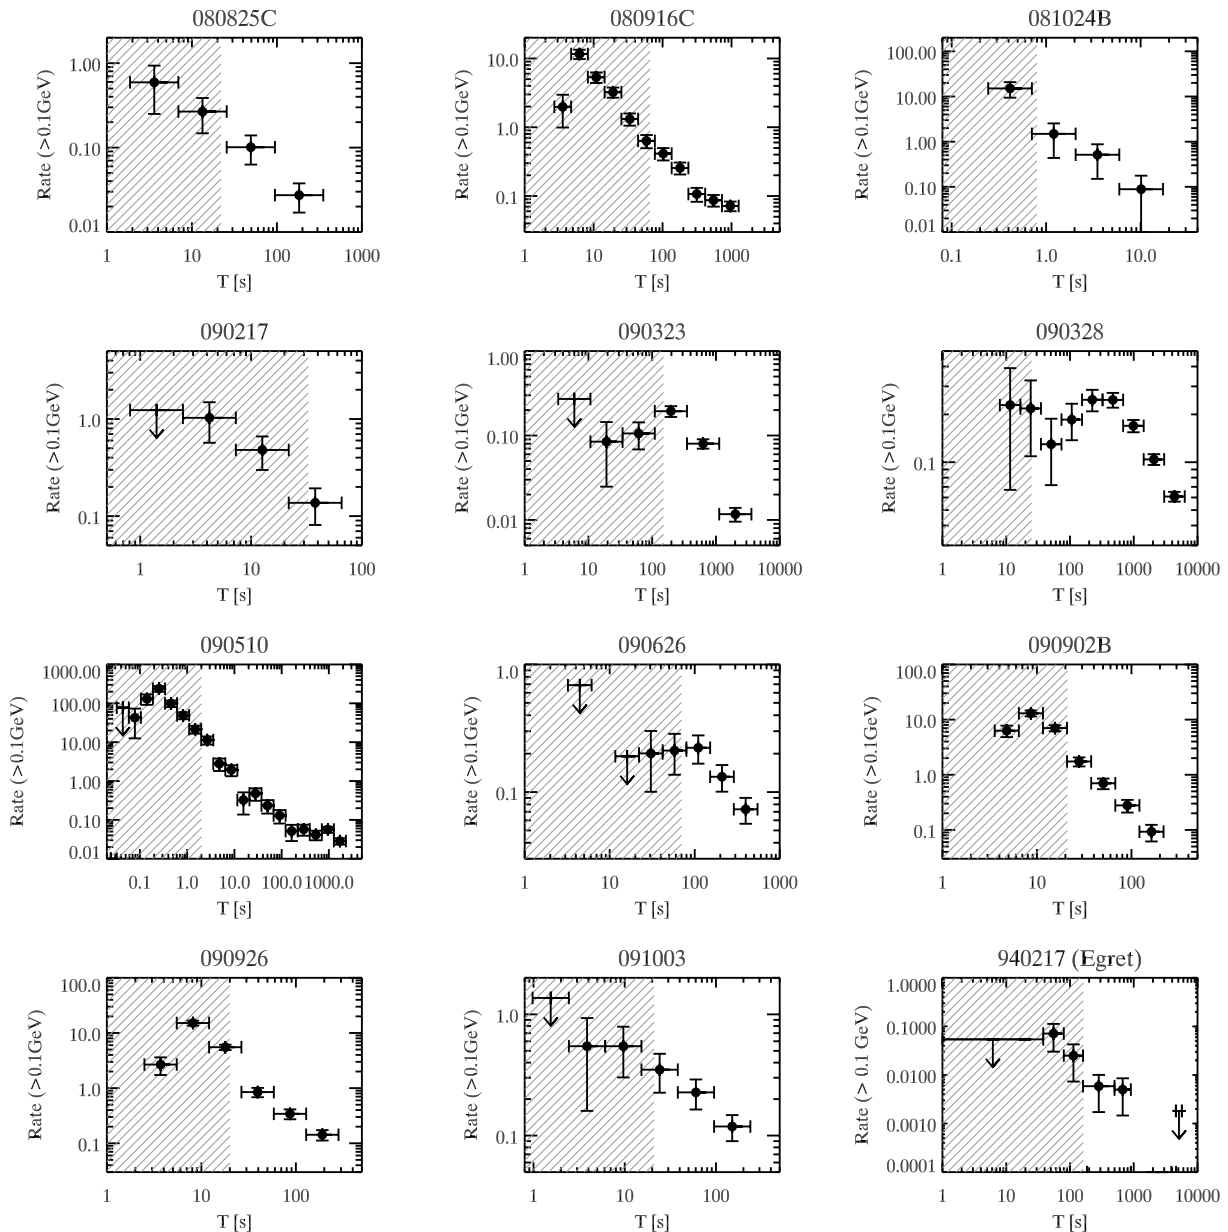 080825C
Rate (>0.1GeV)
1.00
0.10
0.01
1 10 100 1000
T [s]
080916C
Rate (>0.1GeV)
10.0
1.0
0.1
1 10 100 1000
T [s]
081024B
Rate (>0.1GeV)
100.00
10.00
1.00
0.10
0.01
0.1 1.0 10.0
T [s]
090217
Rate (>0.1GeV)
1.0
0.1
1 10 100
T [s]
090323
Rate (>0.1GeV)
1.00
0.10
0.01
1 10 100 1000 10000
T [s]
090328
Rate (>0.1GeV)
0.1
1 10 100 1000 10000
T [s]
090510
Rate (>0.1GeV)
1000.00
100.00
10.00
1.00
0.10
0.01
0.1 1.0 10.0 100.0 1000.0
T [s]
090626
Rate (>0.1GeV)
1.0
0.1
1 10 100 1000
T [s]
090902B
Rate (>0.1GeV)
100.0
10.0
1.0
0.1
1 10 100
T [s]
090926
Rate (>0.1GeV)
100.0
10.0
1.0
0.1
1 10 100
T [s]
091003
Rate (>0.1GeV)
1.0
0.1
1 10 100
T [s]
940217 (Egret)
Rate (>0.1 GeV)
1.0000
0.1000
0.0100
0.0010
0.0001
1 10 100 1000 10000
T [s]